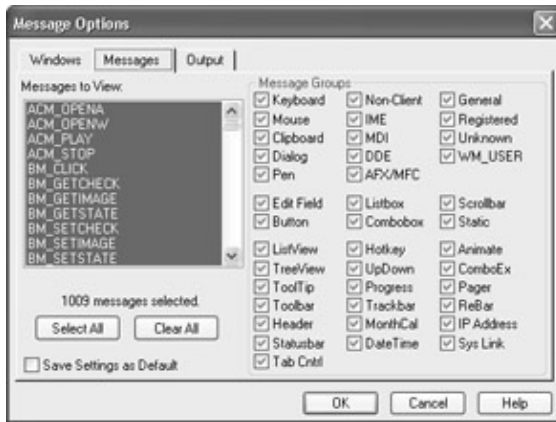 Message Options
Windows Messages Output
Messages to View:
ACM_OPENA
ACM_OPENW
ACM_PLAY
ACM_STOP
BM_CLICK
BM_GETCHECK
BM_GETIMAGE
BM_GETSTATE
BM_SETCHECK
BM_SETIMAGE
BM_SETSTATE
1009 messages selected.
Select All Clear All
Save Settings as Default
Message Groups
Keyboard Non-Client General
Mouse IME Registered
Clipboard MDI Unknown
Dialog DDE WM_USER
Pen AFX/MFC
Edit Field Listbox Scrollbar
Button Combobox Static
ListView Hotkey Animate
TreeView UpDown ComboEx
ToolTip Progress Pager
Toolbar Trackbar ReBar
Header MonthCal IP Address
Statusbar DateTime Sys Link
Tab Cntrl
OK Cancel Help